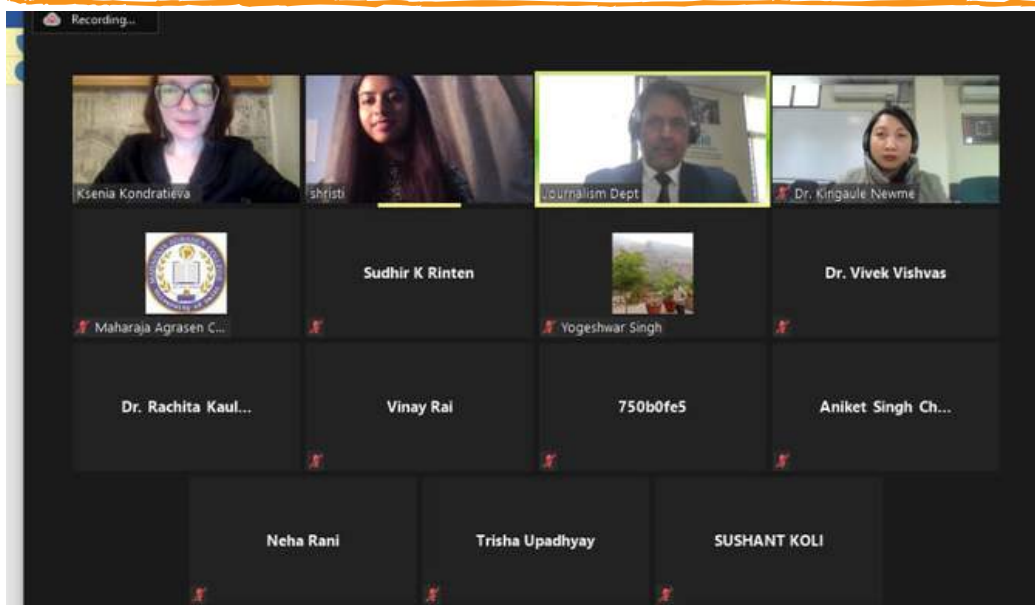 Recording...
Ksenia Kondratieva
shristi
Journalism Dept
Dr. Kingaule Newme
Maharaja Agrasen C...
Sudhir K Rinten
Yogeshwar Singh
Dr. Vivek Vishvas
Dr. Rachita Kaul...
Vinay Rai
750b0fe5
Aniket Singh Ch...
Neha Rani
Trisha Upadhyay
SUSHANT KOLI